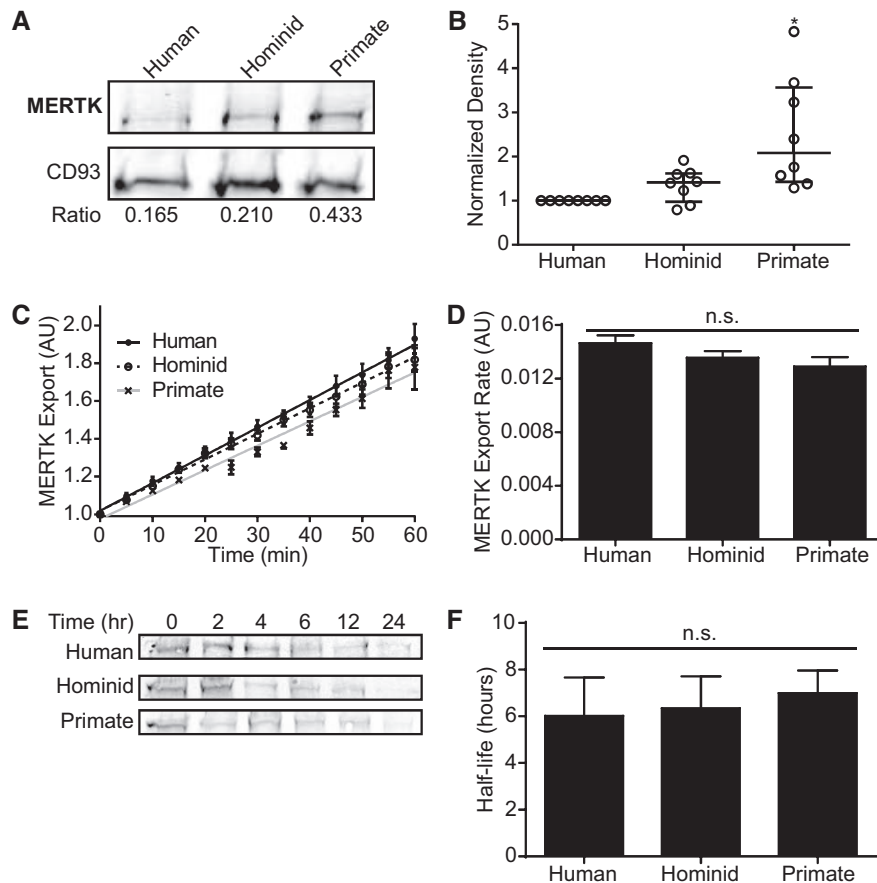 A
Human Hominid Primate
MERTK
CD93
Ratio 0.165 0.210 0.433
B
Normalized Density
5
4
3
2
1
0
*
Human Hominid Primate
C
MERTK Export (AU)
2.0
1.8
1.6
1.4
1.2
1.0
Human
Hominid
Primate
0 10 20 30 40 50 60
Time (min)
D
MERTK Export Rate (AU)
0.016
0.012
0.008
0.004
0.000
n.s.
Human Hominid Primate
E
Time (hr) 0 2 4 6 12 24
Human
Hominid
Primate
F
Half-life (hours)
10
8
6
4
2
0
n.s.
Human Hominid Primate